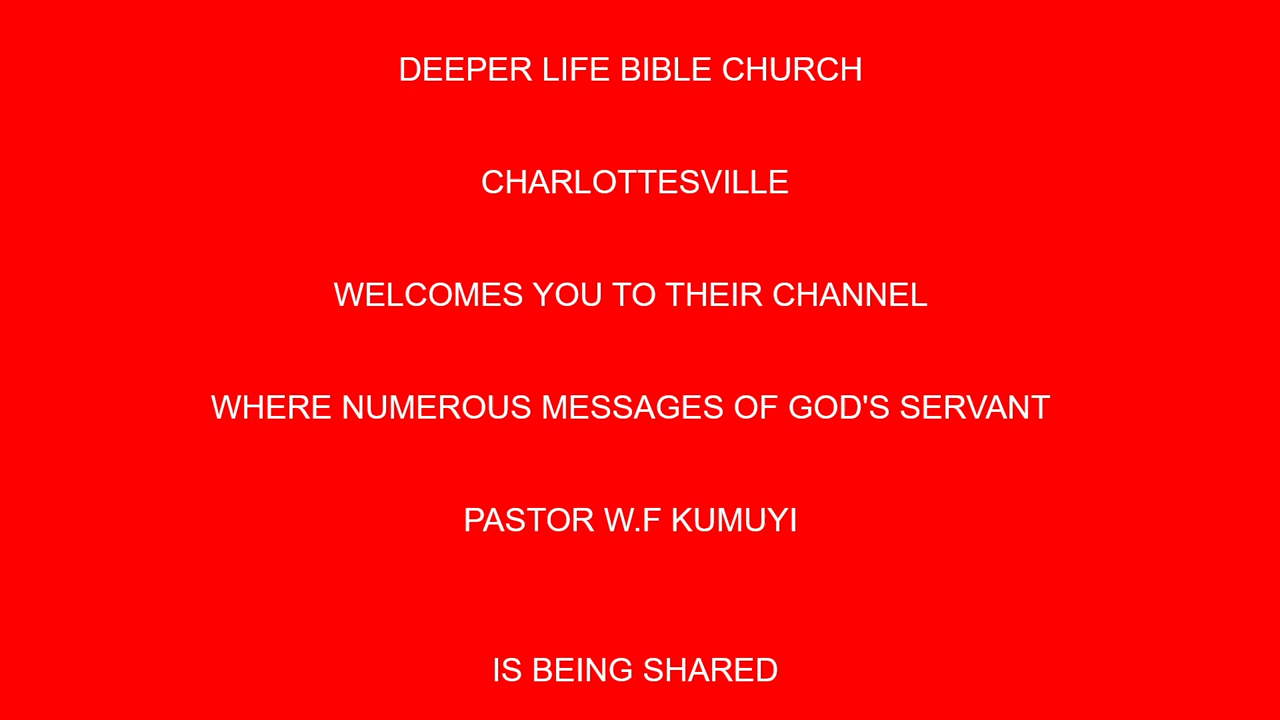 DEEPER LIFE BIBLE CHURCH
CHARLOTTESVILLE
WELCOMES YOU TO THEIR CHANNEL
WHERE NUMEROUS MESSAGES OF GOD'S SERVANT
PASTOR W.F KUMUYI
IS BEING SHARED